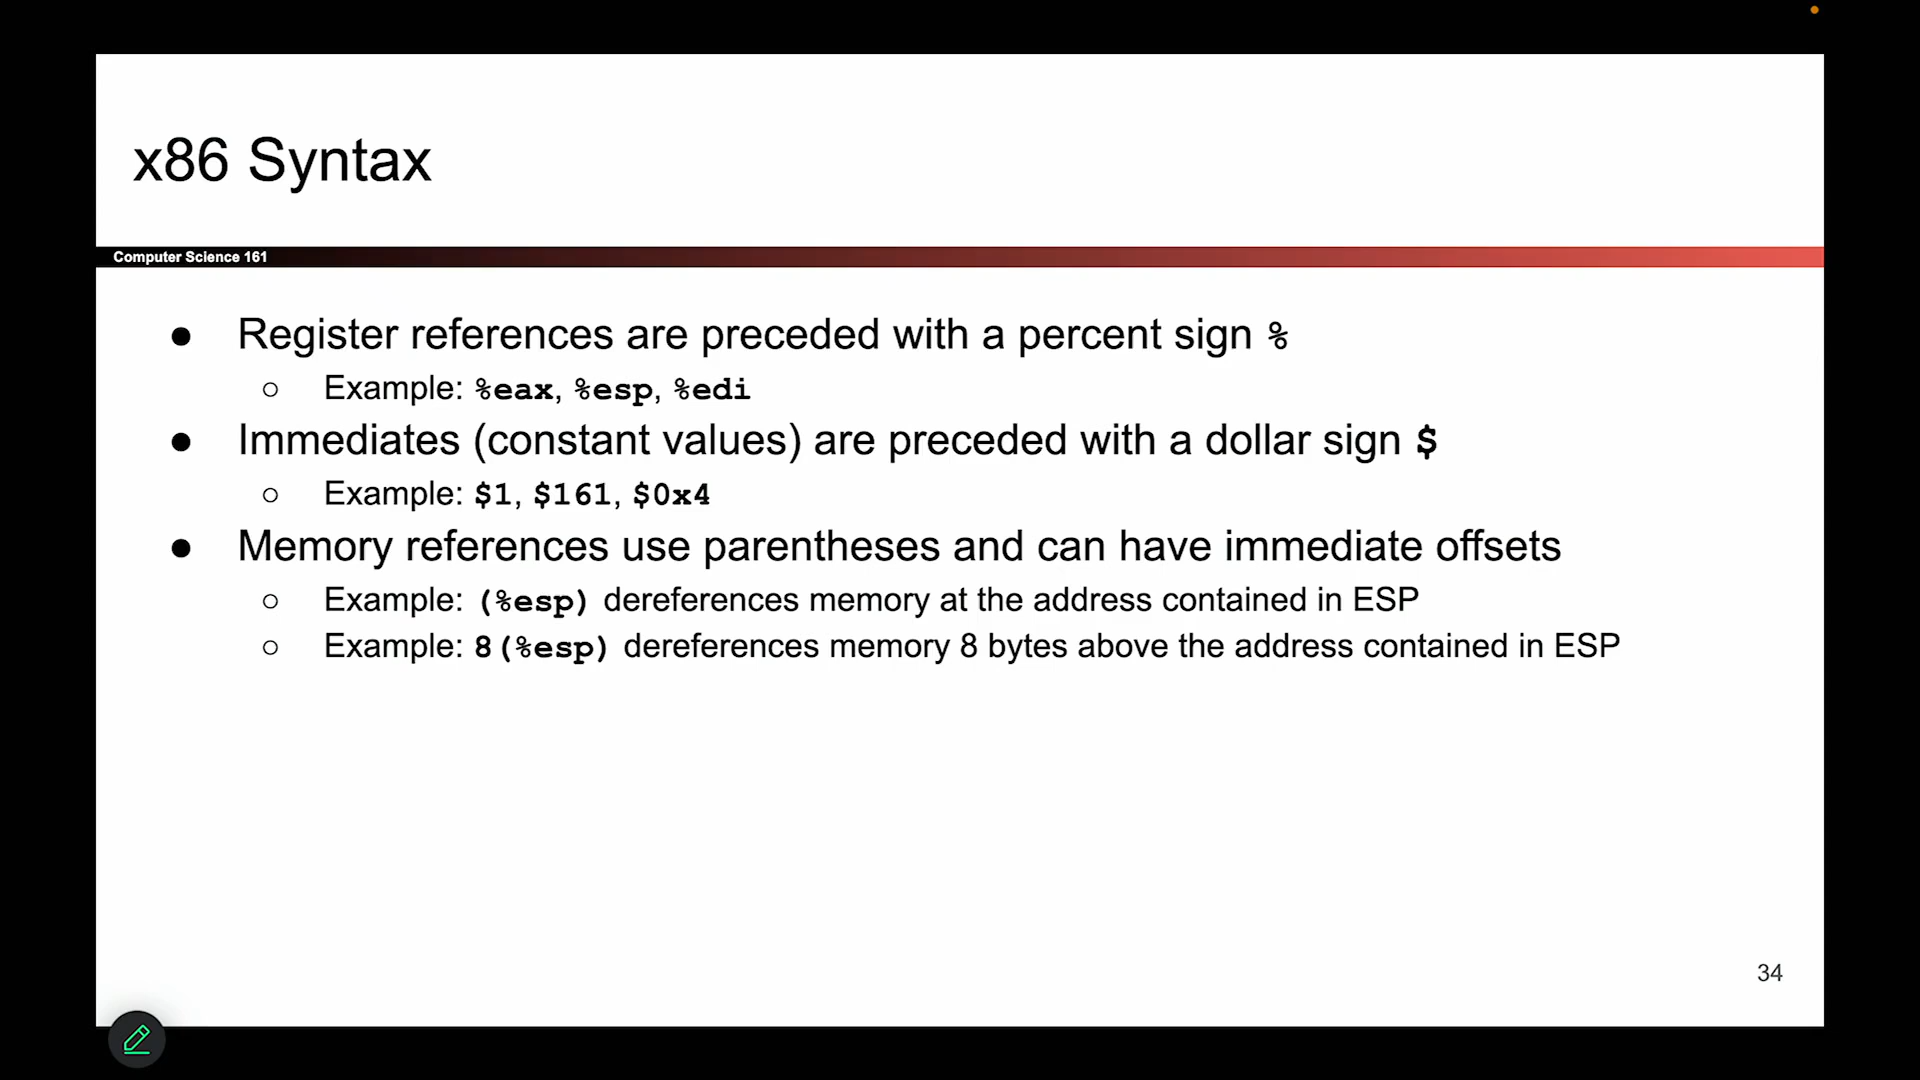 x86 Syntax
Computer Science 161
● Register references are preceded with a percent sign %
○ Example: %eax, %esp, %edi
● Immediates (constant values) are preceded with a dollar sign $
○ Example: $1, $161, $0x4
● Memory references use parentheses and can have immediate offsets
○ Example: (%esp) dereferences memory at the address contained in ESP
○ Example: 8(%esp) dereferences memory 8 bytes above the address contained in ESP
34